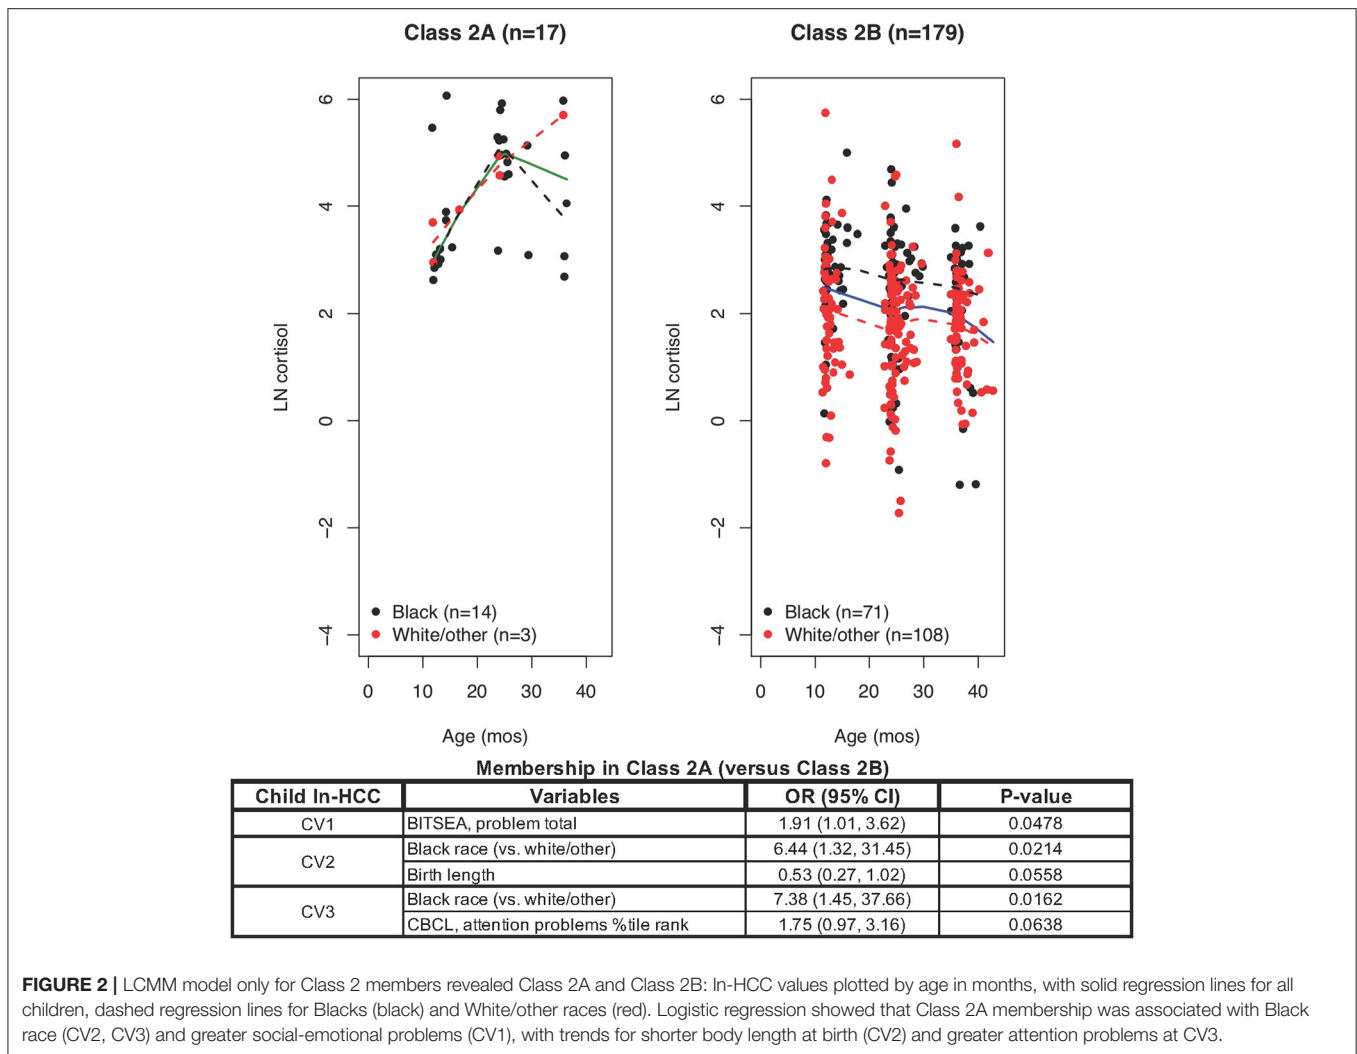 Class 2A (n=17)
Class 2B (n=179)
LN cortisol
6
4
2
0
−2
−4
Black (n=14)
White/other (n=3)
0 10 20 30 40
Age (mos)
LN cortisol
6
4
2
0
−2
−4
Black (n=71)
White/other (n=108)
0 10 20 30 40
Age (mos)
Membership in Class 2A (versus Class 2B)
Child ln-HCC Variables OR (95% CI) P-value
CV1 BITSEA, problem total 1.91 (1.01, 3.62) 0.0478
CV2 Black race (vs. white/other) 6.44 (1.32, 31.45) 0.0214
Birth length 0.53 (0.27, 1.02) 0.0558
CV3 Black race (vs. white/other) 7.38 (1.45, 37.66) 0.0162
CBCL, attention problems %tile rank 1.75 (0.97, 3.16) 0.0638
FIGURE 2 | LCMM model only for Class 2 members revealed Class 2A and Class 2B: ln-HCC values plotted by age in months, with solid regression lines for all
children, dashed regression lines for Blacks (black) and White/other races (red). Logistic regression showed that Class 2A membership was associated with Black
race (CV2, CV3) and greater social-emotional problems (CV1), with trends for shorter body length at birth (CV2) and greater attention problems at CV3.